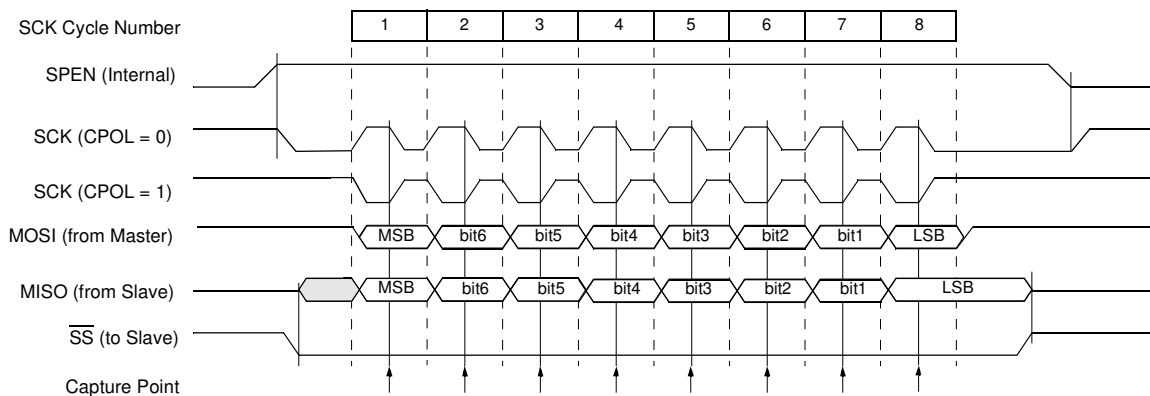 SCK Cycle Number 1 2 3 4 5 6 7 8
SPEN (Internal)
SCK (CPOL = 0)
SCK (CPOL = 1)
MOSI (from Master) MSB bit6 bit5 bit4 bit3 bit2 bit1 LSB
MISO (from Slave) MSB bit6 bit5 bit4 bit3 bit2 bit1 LSB
SS (to Slave)
Capture Point